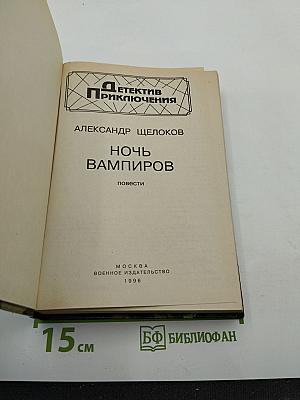 Детектив
Приключения
АЛЕКСАНДР ЩЕЛОКОВ
НОЧЬ
ВАМПИРОВ
повести
МОСКВА
ВОЕННОЕ ИЗДАТЕЛЬСТВО
1996
15 см
БФ БИБЛИОФАН